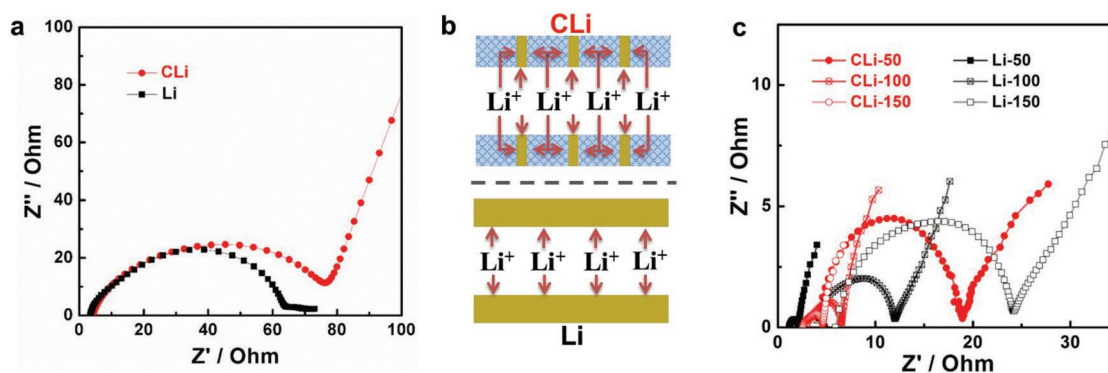 a
100
80
60
40
20
0
Z'' / Ohm
CLi
Li
0 20 40 60 80 100
Z' / Ohm
b
CLi
Li⁺ Li⁺ Li⁺ Li⁺
Li⁺ Li⁺ Li⁺ Li⁺
Li
c
10
5
0
Z'' / Ohm
CLi-50 Li-50
CLi-100 Li-100
CLi-150 Li-150
0 10 20 30
Z' / Ohm